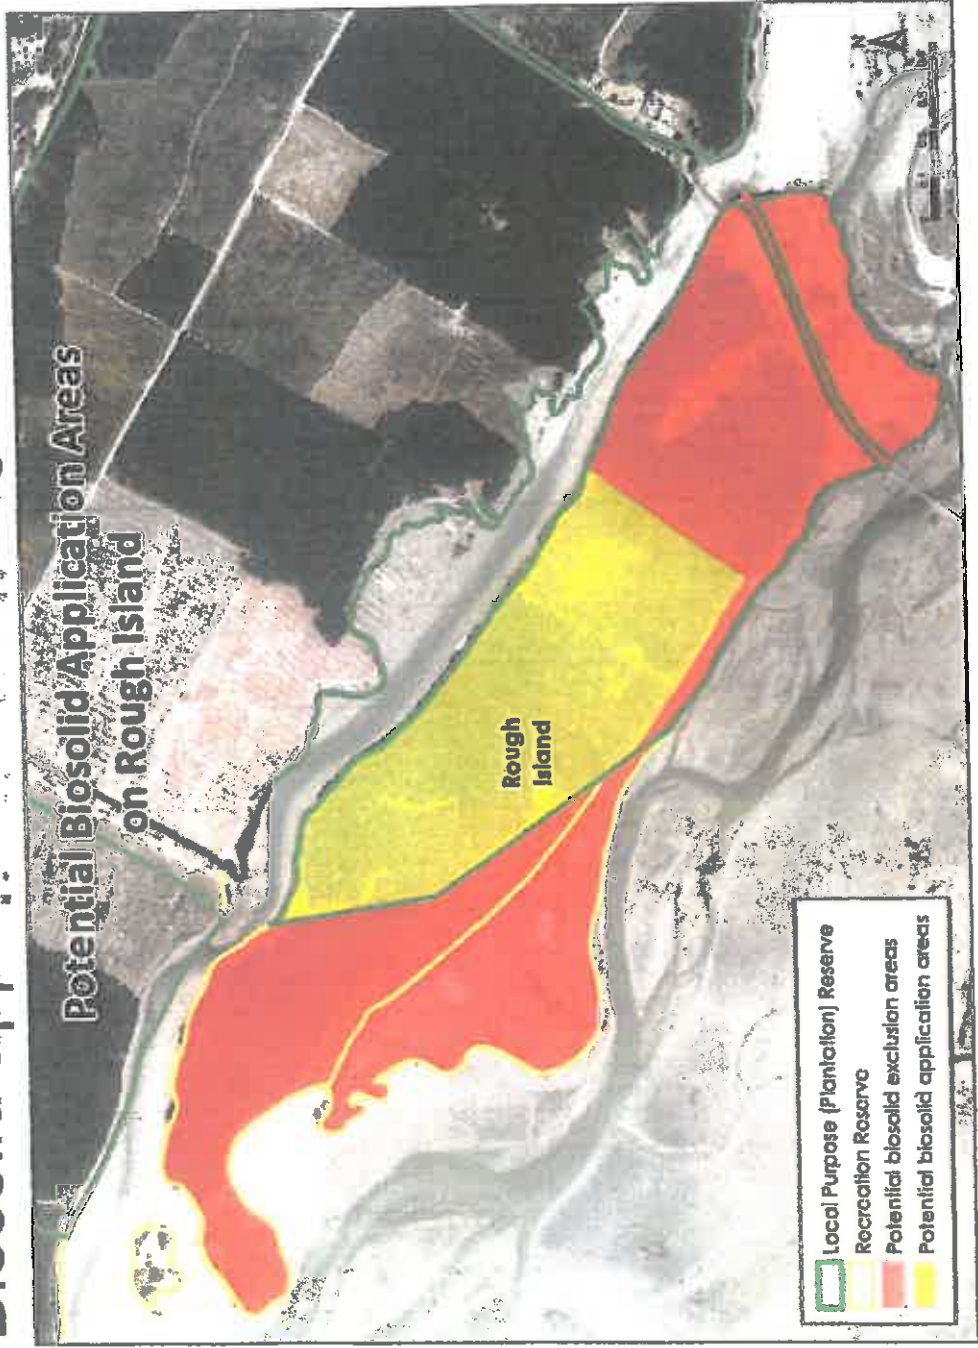 Potential Biosolid Application Areas
on Rough Island
Rough
Island
Local Purpose (Plantation) Reserve
Recreation Reserve
Potential biosolid exclusion areas
Potential biosolid application areas
N